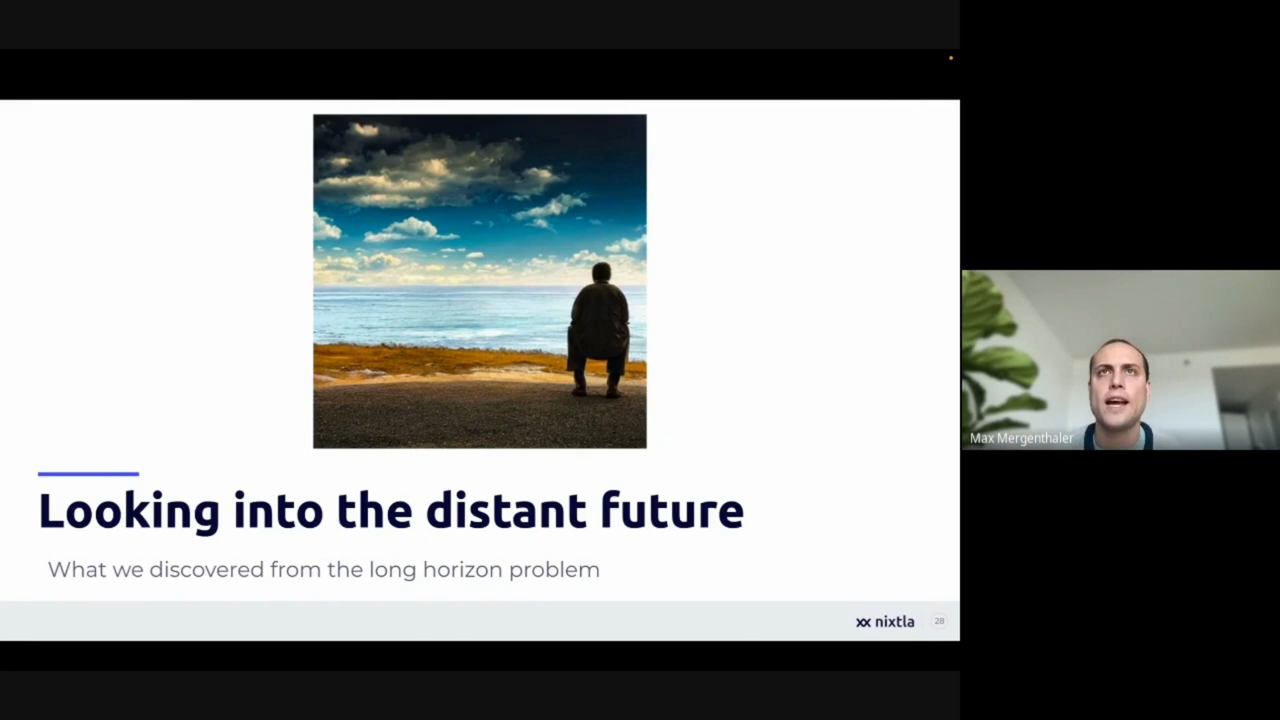 Looking into the distant future
What we discovered from the long horizon problem
nixtla
28
Max Mergenthaler